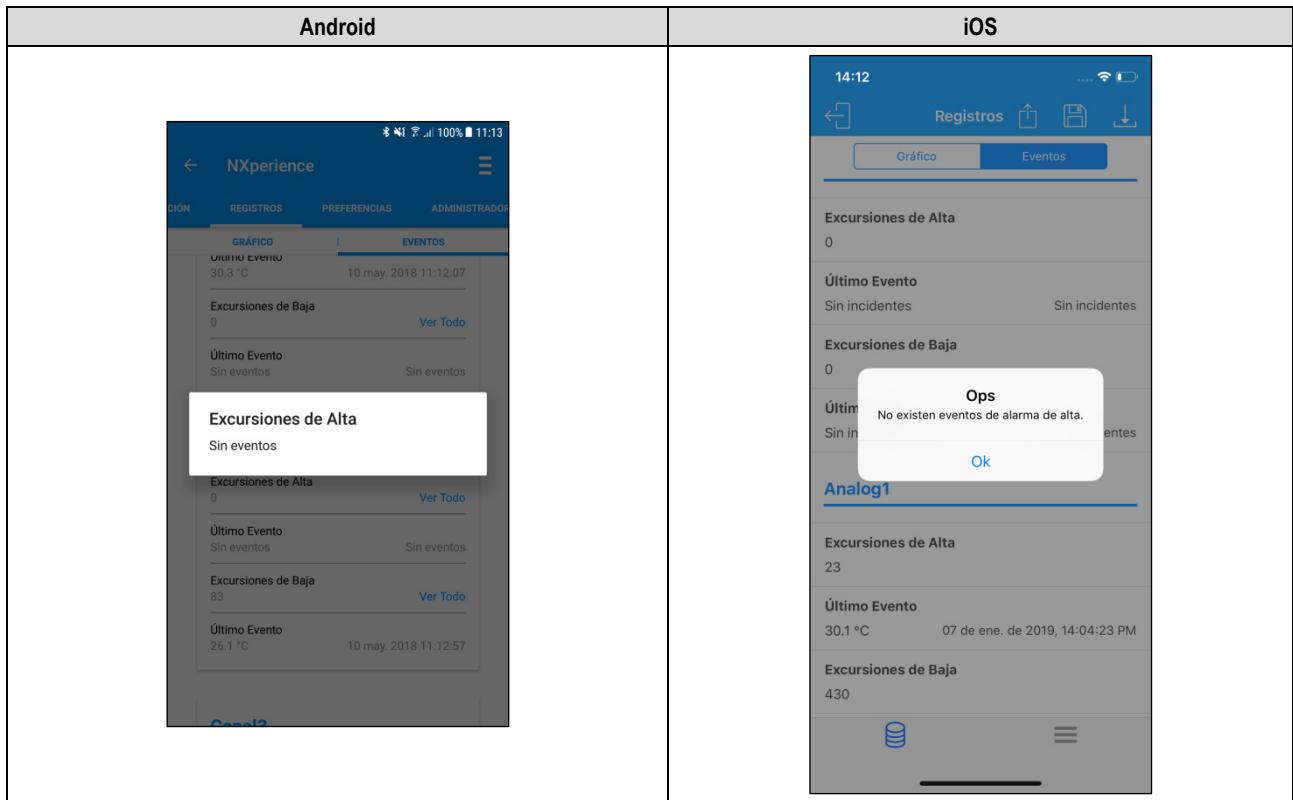 Android
iOS
100% 11:13
NXperience
CIÓN REGISTROS PREFERENCIAS ADMINISTRADOR
GRÁFICO | EVENTOS
Último Evento
30.3 °C 10 may. 2018 11:12:07
Excursiones de Baja
0 Ver Todo
Último Evento
Sin eventos Sin eventos
Excursiones de Alta
Sin eventos
Excursiones de Alta
0 Ver Todo
Último Evento
Sin eventos Sin eventos
Excursiones de Baja
83 Ver Todo
Último Evento
26.1 °C 10 may. 2018 11:12:57
Canal3
14:12
Registros
Gráfico Eventos
Excursiones de Alta
0
Último Evento
Sin incidentes Sin incidentes
Excursiones de Baja
0
Ops
No existen eventos de alarma de alta.
Ok
Últim
Sin in entes
Analog1
Excursiones de Alta
23
Último Evento
30.1 °C 07 de ene. de 2019, 14:04:23 PM
Excursiones de Baja
430